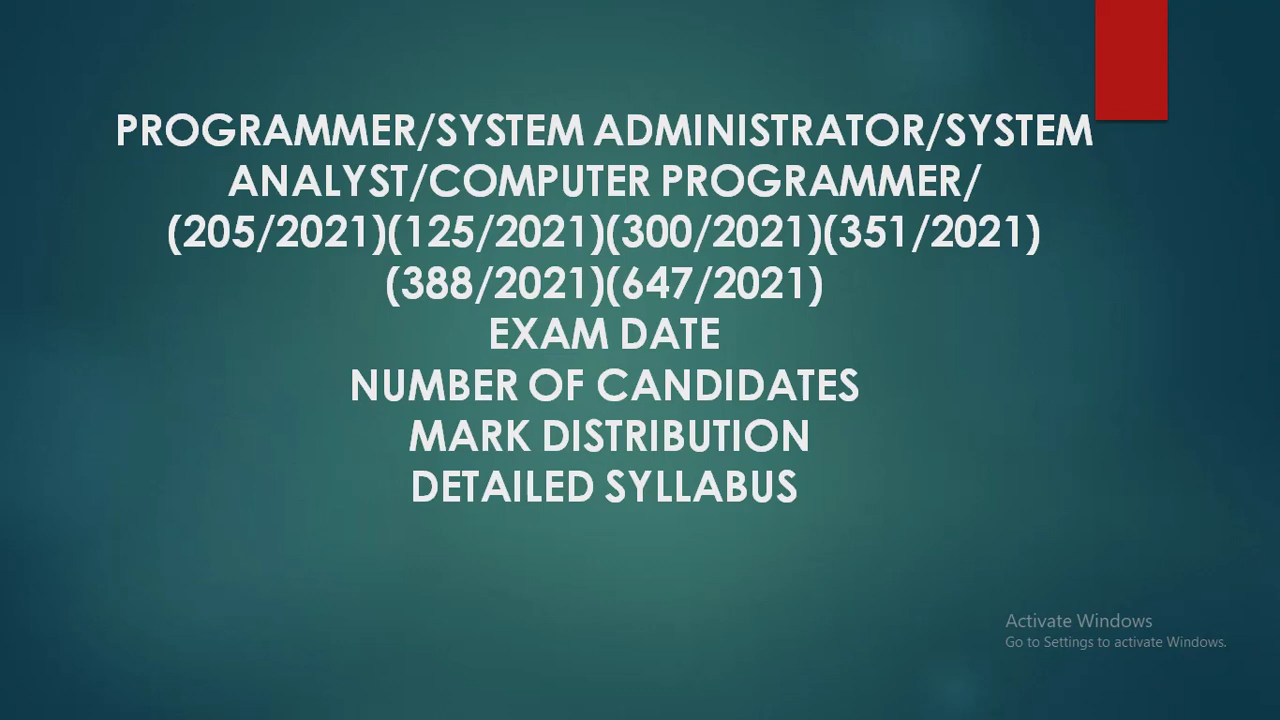 PROGRAMMER/SYSTEM ADMINISTRATOR/SYSTEM
ANALYST/COMPUTER PROGRAMMER/
(205/2021)(125/2021)(300/2021)(351/2021)
(388/2021)(647/2021)
EXAM DATE
NUMBER OF CANDIDATES
MARK DISTRIBUTION
DETAILED SYLLABUS
Activate Windows
Go to Settings to activate Windows.